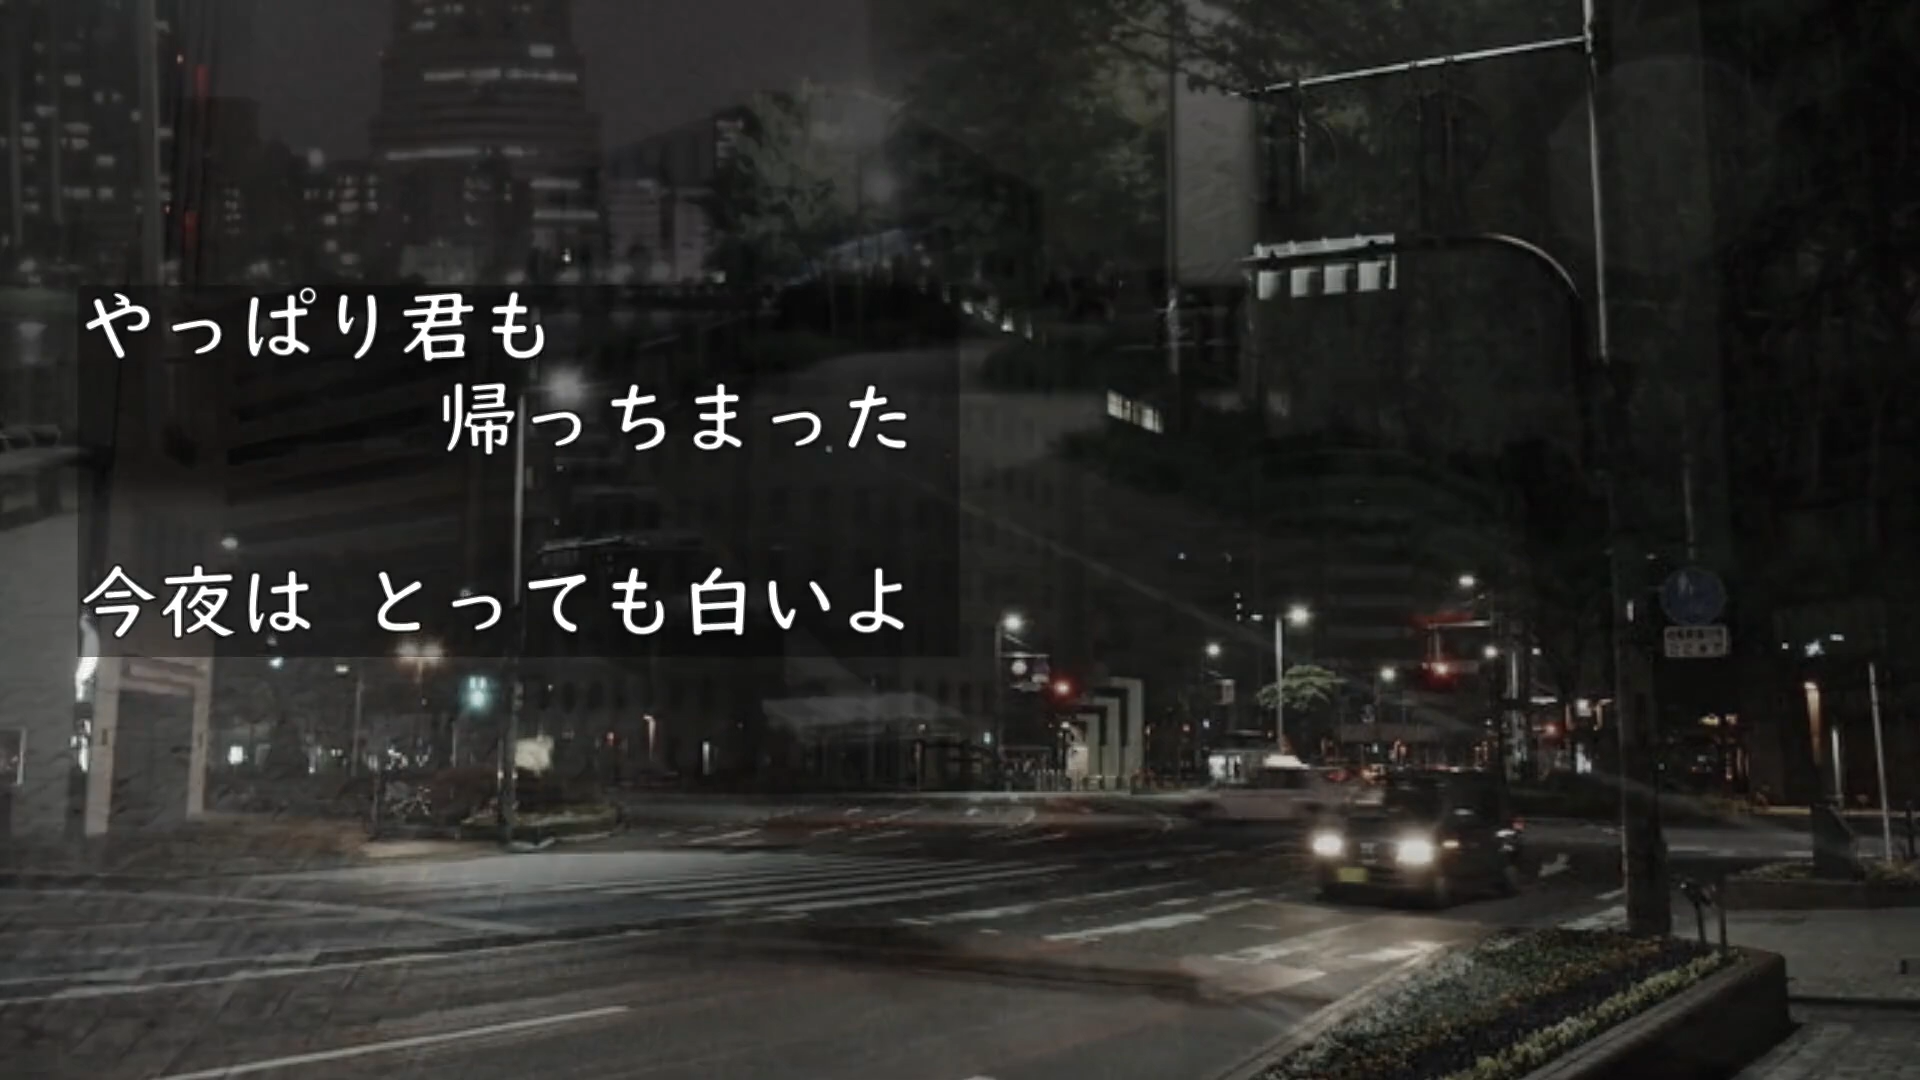 やっぱり君も
帰っちまった
今夜は とっても白いよ